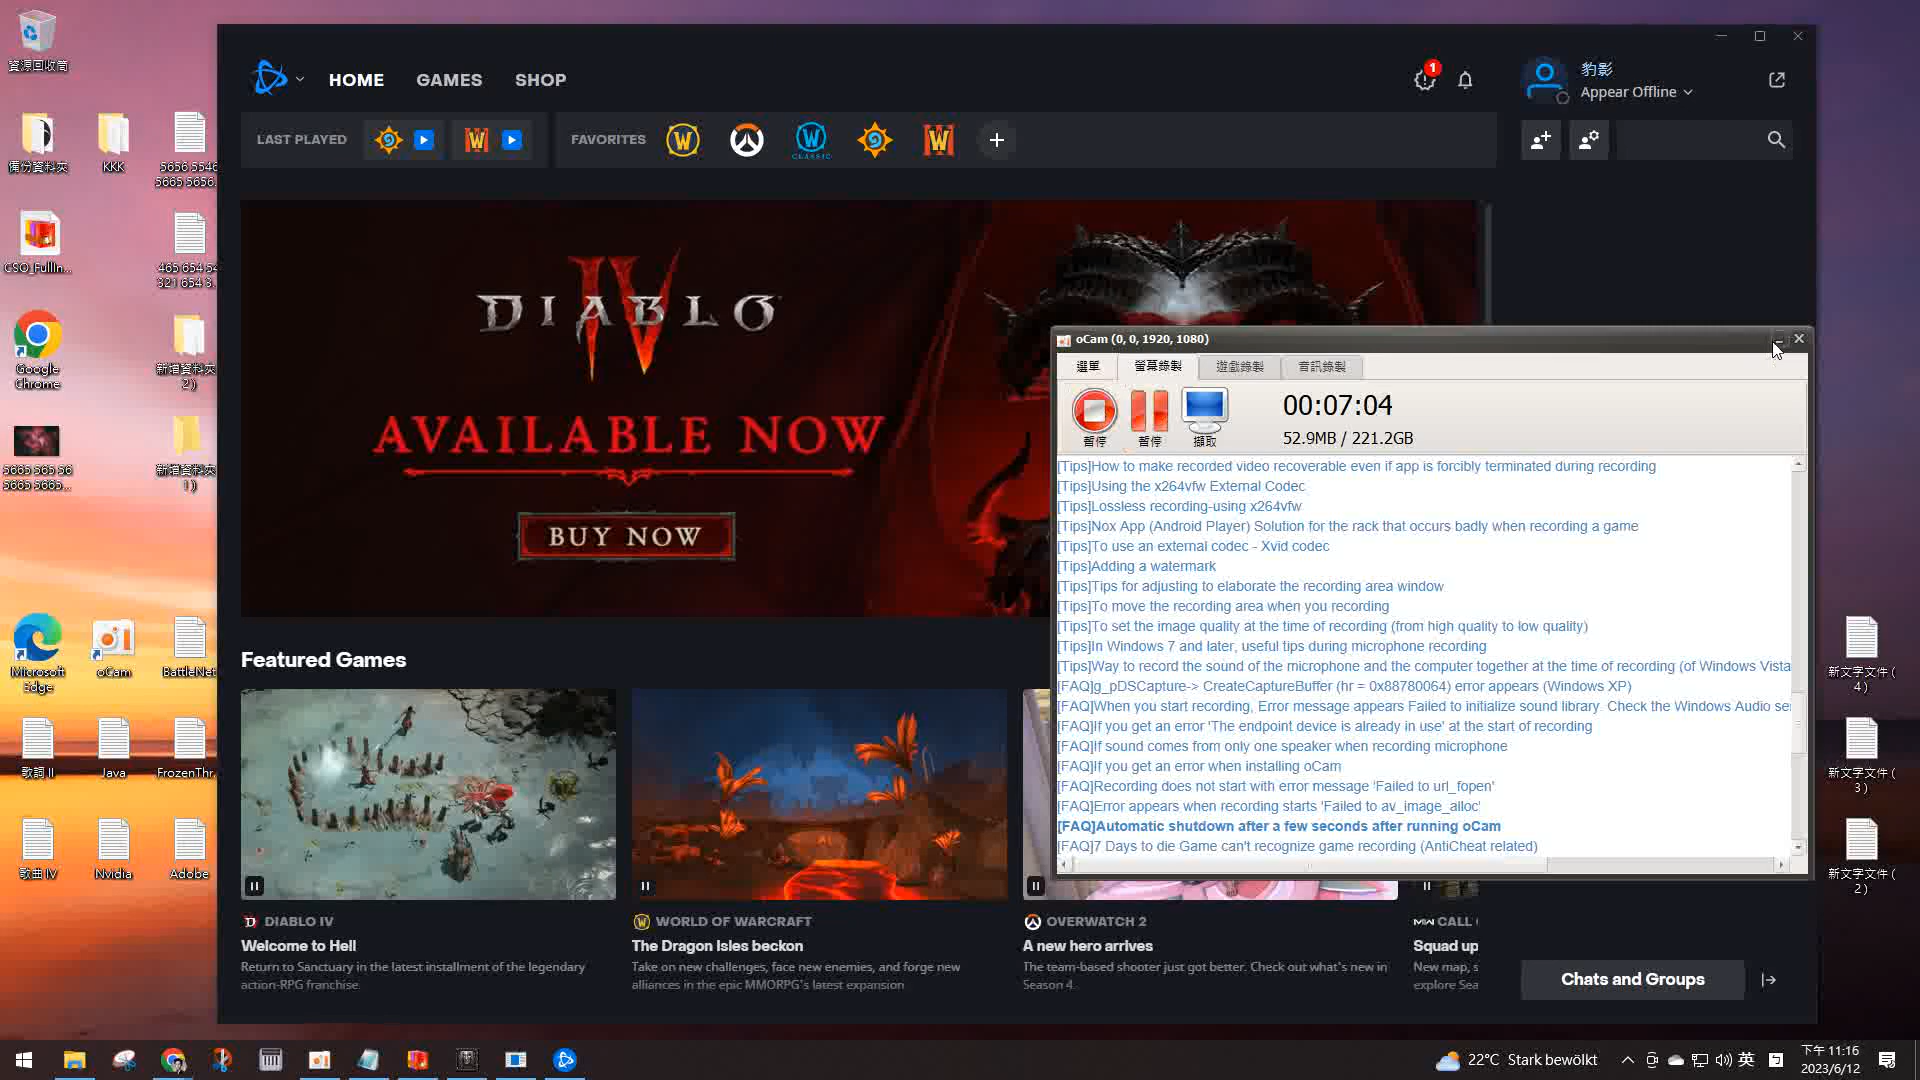 資源回收筒
備份資料夾
KKK
5656 5546
5665 5656.
CSO_FullIn...
465 654 54
321 654 3.
Google
Chrome
新增資料夾
2 )
5665 565 56
5665 5665...
新增資料夾
1 )
Microsoft
Edge
oCam
BattleNet
歌詞 II
Java
FrozenThr.
歌曲 IV
Nvidia
Adobe
HOME
GAMES
SHOP
1
豹影
Appear Offline
LAST PLAYED
FAVORITES
CLASSIC
DIABLO
IV
AVAILABLE NOW
BUY NOW
Featured Games
DIABLO IV
Welcome to Hell
Return to Sanctuary in the latest installment of the legendary
action-RPG franchise.
WORLD OF WARCRAFT
The Dragon Isles beckon
Take on new challenges, face new enemies, and forge new
alliances in the epic MMORPG's latest expansion
OVERWATCH 2
A new hero arrives
The team-based shooter just got better. Check out what's new in
Season 4.
MW CALL
Squad up
New map, s
explore Sea
Chats and Groups
oCam (0, 0, 1920, 1080)
選單
螢幕錄製
遊戲錄製
音訊錄製
暫停
暫停
擷取
00:07:04
52.9MB / 221.2GB
[Tips]How to make recorded video recoverable even if app is forcibly terminated during recording
[Tips]Using the x264vfw External Codec
[Tips]Lossless recording-using x264vfw
[Tips]Nox App (Android Player) Solution for the rack that occurs badly when recording a game
[Tips]To use an external codec - Xvid codec
[Tips]Adding a watermark
[Tips]Tips for adjusting to elaborate the recording area window
[Tips]To move the recording area when you recording
[Tips]To set the image quality at the time of recording (from high quality to low quality)
[Tips]In Windows 7 and later, useful tips during microphone recording
[Tips]Way to record the sound of the microphone and the computer together at the time of recording (of Windows Vista
[FAQ]g_pDSCapture-> CreateCaptureBuffer (hr = 0x88780064) error appears (Windows XP)
[FAQ]When you start recording, Error message appears Failed to initialize sound library. Check the Windows Audio se
[FAQ]If you get an error 'The endpoint device is already in use' at the start of recording
[FAQ]If sound comes from only one speaker when recording microphone
[FAQ]If you get an error when installing oCam
[FAQ]Recording does not start with error message 'Failed to url_fopen'
[FAQ]Error appears when recording starts 'Failed to av_image_alloc'
[FAQ]Automatic shutdown after a few seconds after running oCam
[FAQ]7 Days to die Game can't recognize game recording (AntiCheat related)
新文字文件 (
4 )
新文字文件 (
3 )
新文字文件 (
2 )
22°C Stark bewölkt
英
下午 11:16
2023/6/12